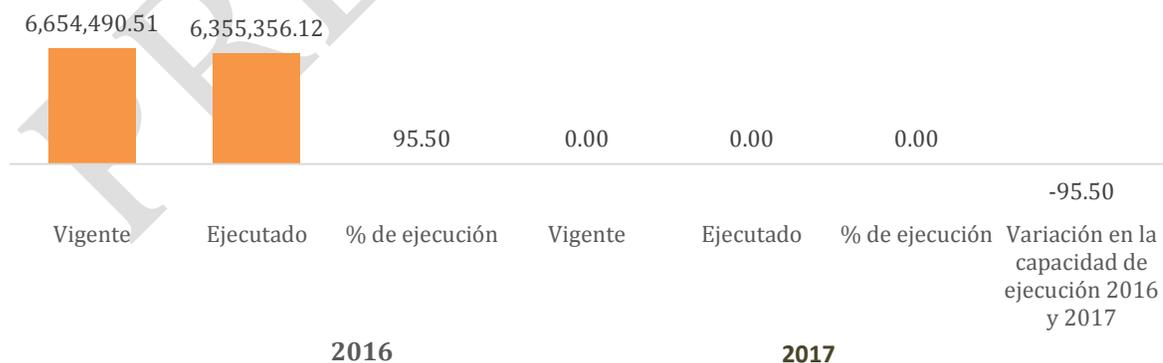 6,654,490.51
6,355,356.12
95.50
0.00
0.00
0.00
-95.50
Vigente
Ejecutado
% de ejecución
Vigente
Ejecutado
% de ejecución
Variación en la
capacidad de
ejecución 2016
y 2017
2016
2017